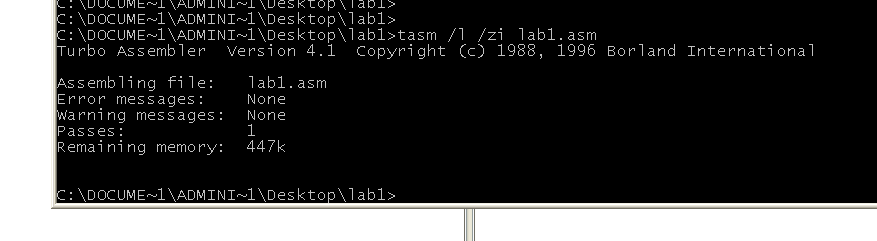 C:\DOCUME~1\ADMINI~1\Desktop\lab1>
C:\DOCUME~1\ADMINI~1\Desktop\lab1>
C:\DOCUME~1\ADMINI~1\Desktop\lab1>tasm /l /zi lab1.asm
Turbo Assembler  Version 4.1  Copyright (c) 1988, 1996 Borland International
Assembling file:   lab1.asm
Error messages:    None
Warning messages:  None
Passes:            1
Remaining memory:  447k
C:\DOCUME~1\ADMINI~1\Desktop\lab1>